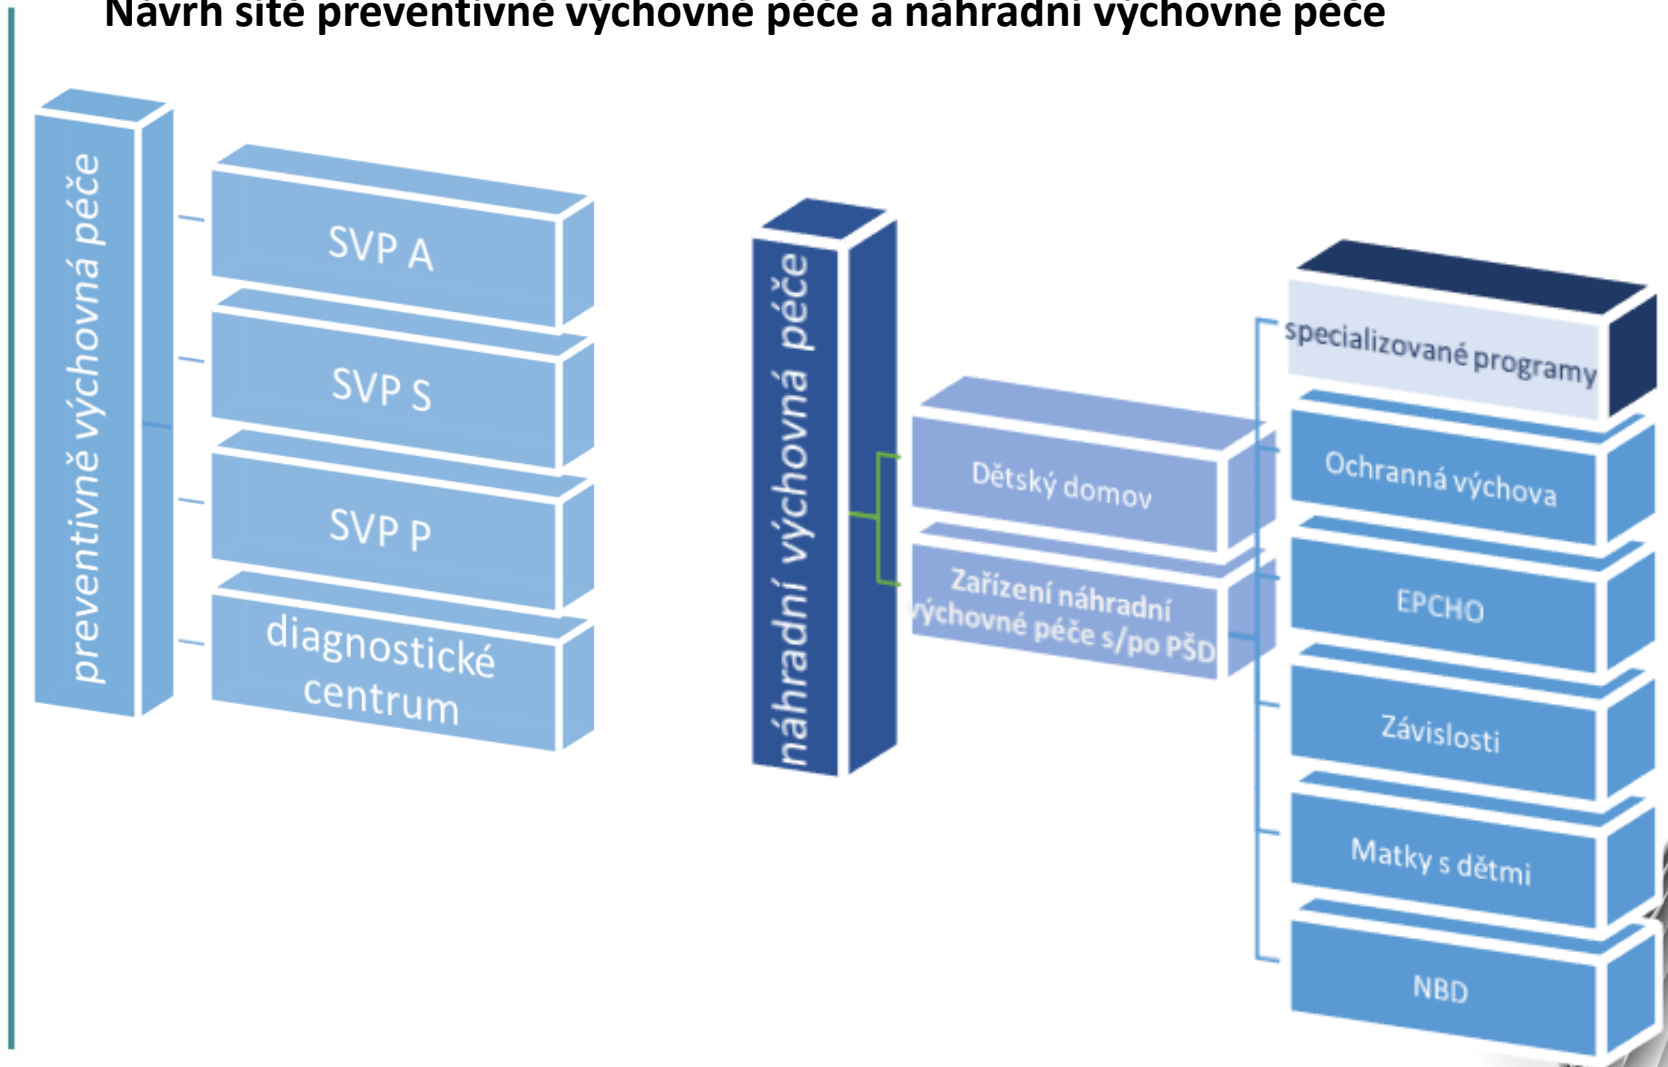 Návrh sítě preventivně výchovné péče a náhradní výchovné péče
preventivně výchovná péče
SVP A
SVP S
SVP P
diagnostické
centrum
náhradní výchovná péče
Dětský domov
Zařízení náhradní
výchovné péče s/po PŠD
specializované programy
Ochranná výchova
EPCHO
Závislosti
Matky s dětmi
NBD